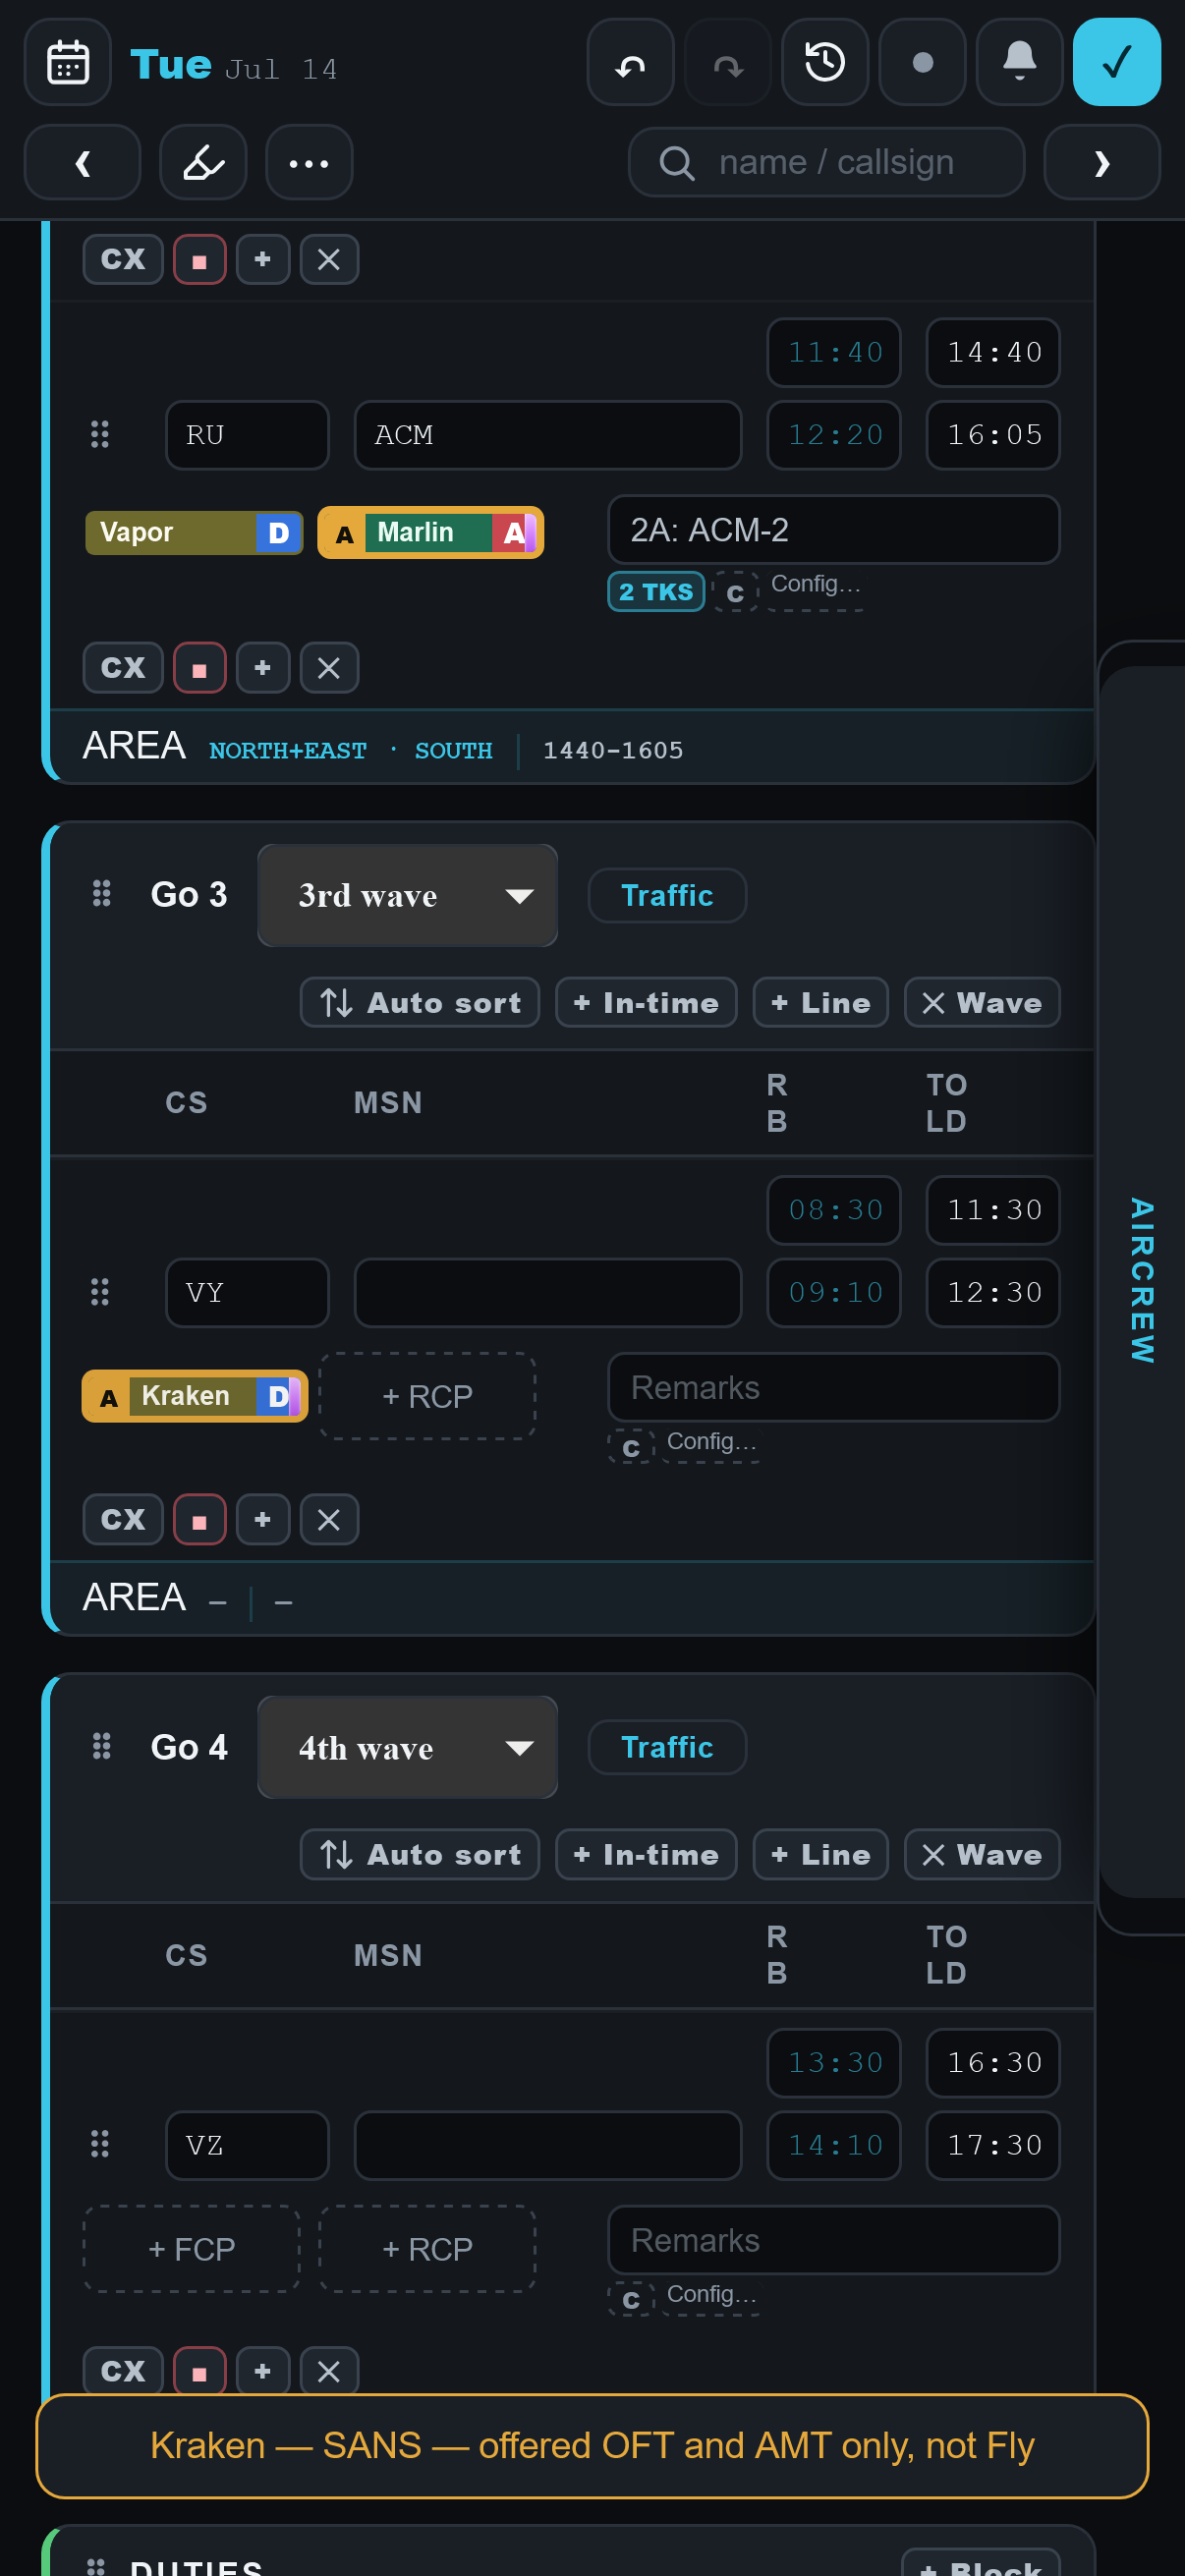 Tue Jul 14
name / callsign
CX ■ + ×
11:40 14:40
RU ACM 12:20 16:05
Vapor D A Marlin A 2A: ACM-2
2 TKS C Config...
CX ■ + ×
AREA NORTH+EAST · SOUTH | 1440-1605
Go 3 3rd wave Traffic
Auto sort + In-time + Line × Wave
CS MSN R TO
B LD
08:30 11:30
VY 09:10 12:30
A Kraken D + RCP Remarks
C Config...
CX ■ + ×
AREA – | –
AIRCREW
Go 4 4th wave Traffic
Auto sort + In-time + Line × Wave
CS MSN R TO
B LD
13:30 16:30
VZ 14:10 17:30
+ FCP + RCP Remarks
C Config...
CX ■ + ×
Kraken — SANS — offered OFT and AMT only, not Fly
DUTIES + Block